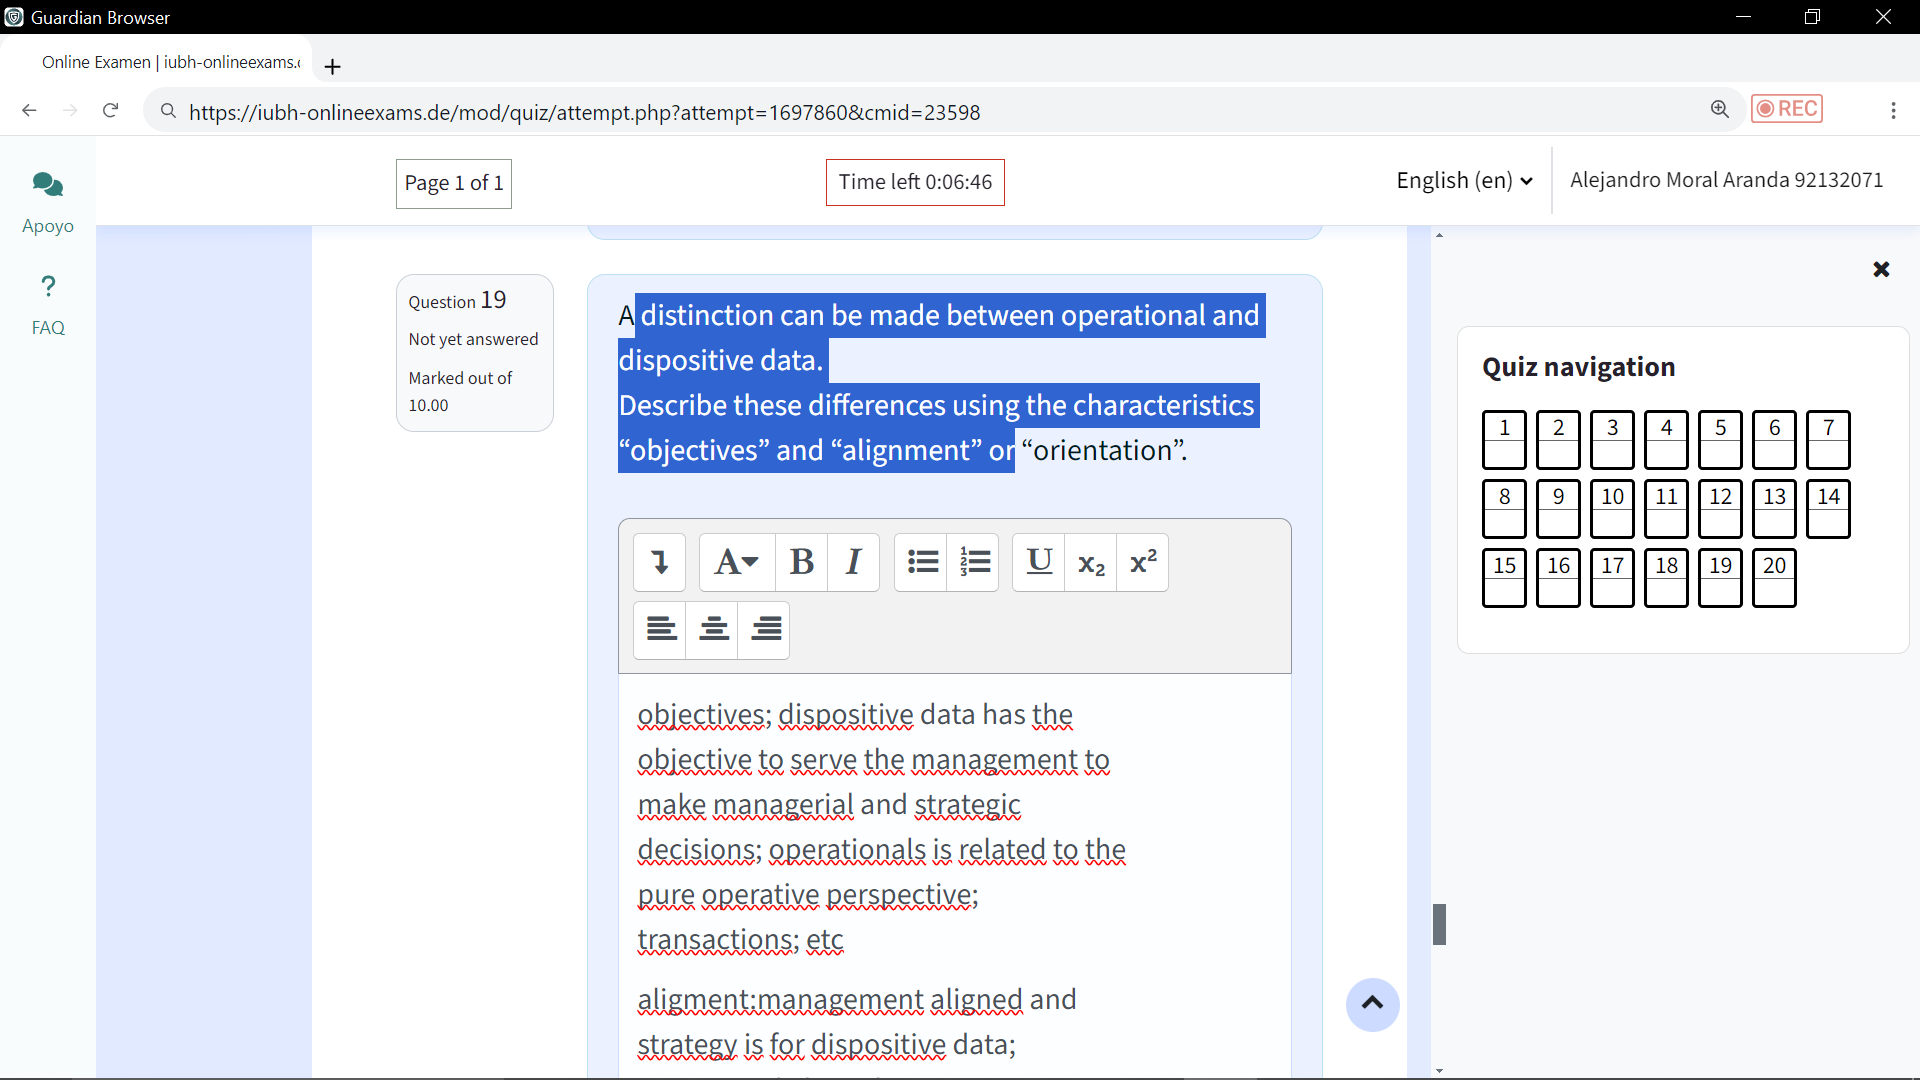 Guardian Browser
Online Examen | iubh-onlineexams.
https://iubh-onlineexams.de/mod/quiz/attempt.php?attempt=1697860&cmid=23598
REC
Page 1 of 1
Time left 0:06:46
English (en)
Alejandro Moral Aranda 92132071
Apoyo
?
FAQ
Question 19
Not yet answered
Marked out of
10.00
A distinction can be made between operational and
dispositive data.
Describe these differences using the characteristics
“objectives” and “alignment” or “orientation”.
A B I
1
2
3
U x₂ x²
objectives; dispositive data has the
objective to serve the management to
make managerial and strategic
decisions; operationals is related to the
pure operative perspective;
transactions; etc
aligment:management aligned and
strategy is for dispositive data;
Quiz navigation
1 2 3 4 5 6 7
8 9 10 11 12 13 14
15 16 17 18 19 20